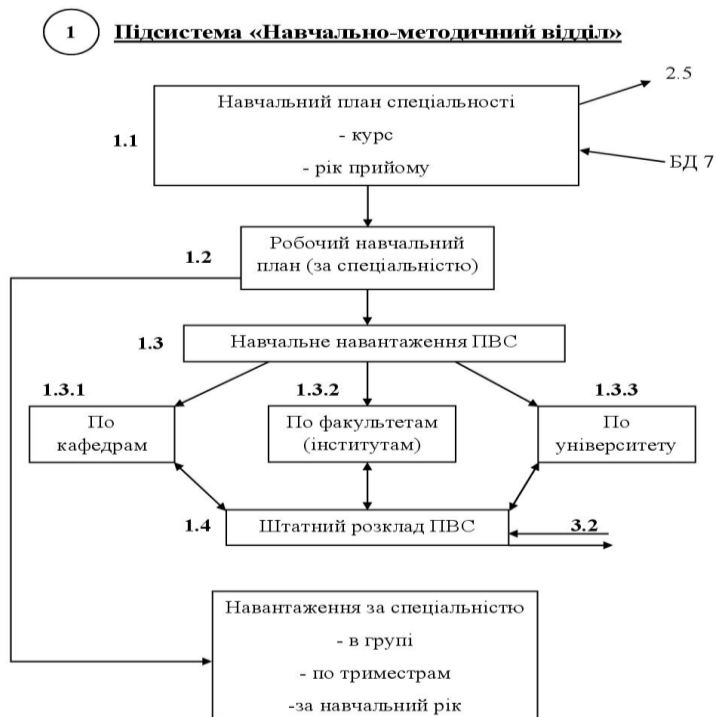 1 Підсистема «Навчально-методичний відділ»
2.5
Навчальний план спеціальності
1.1
- курс
БД 7
- рік прийому
Робочий навчальний
1.2
план (за спеціальністю)
1.3 Навчальне навантаження ПВС
1.3.1 1.3.2 1.3.3
По
кафедрам
По факультетам
(інститутам)
По
університету
1.4 Штатний розклад ПВС 3.2
Навантаження за спеціальністю
- в групі
- по триместрам
-за навчальний рік